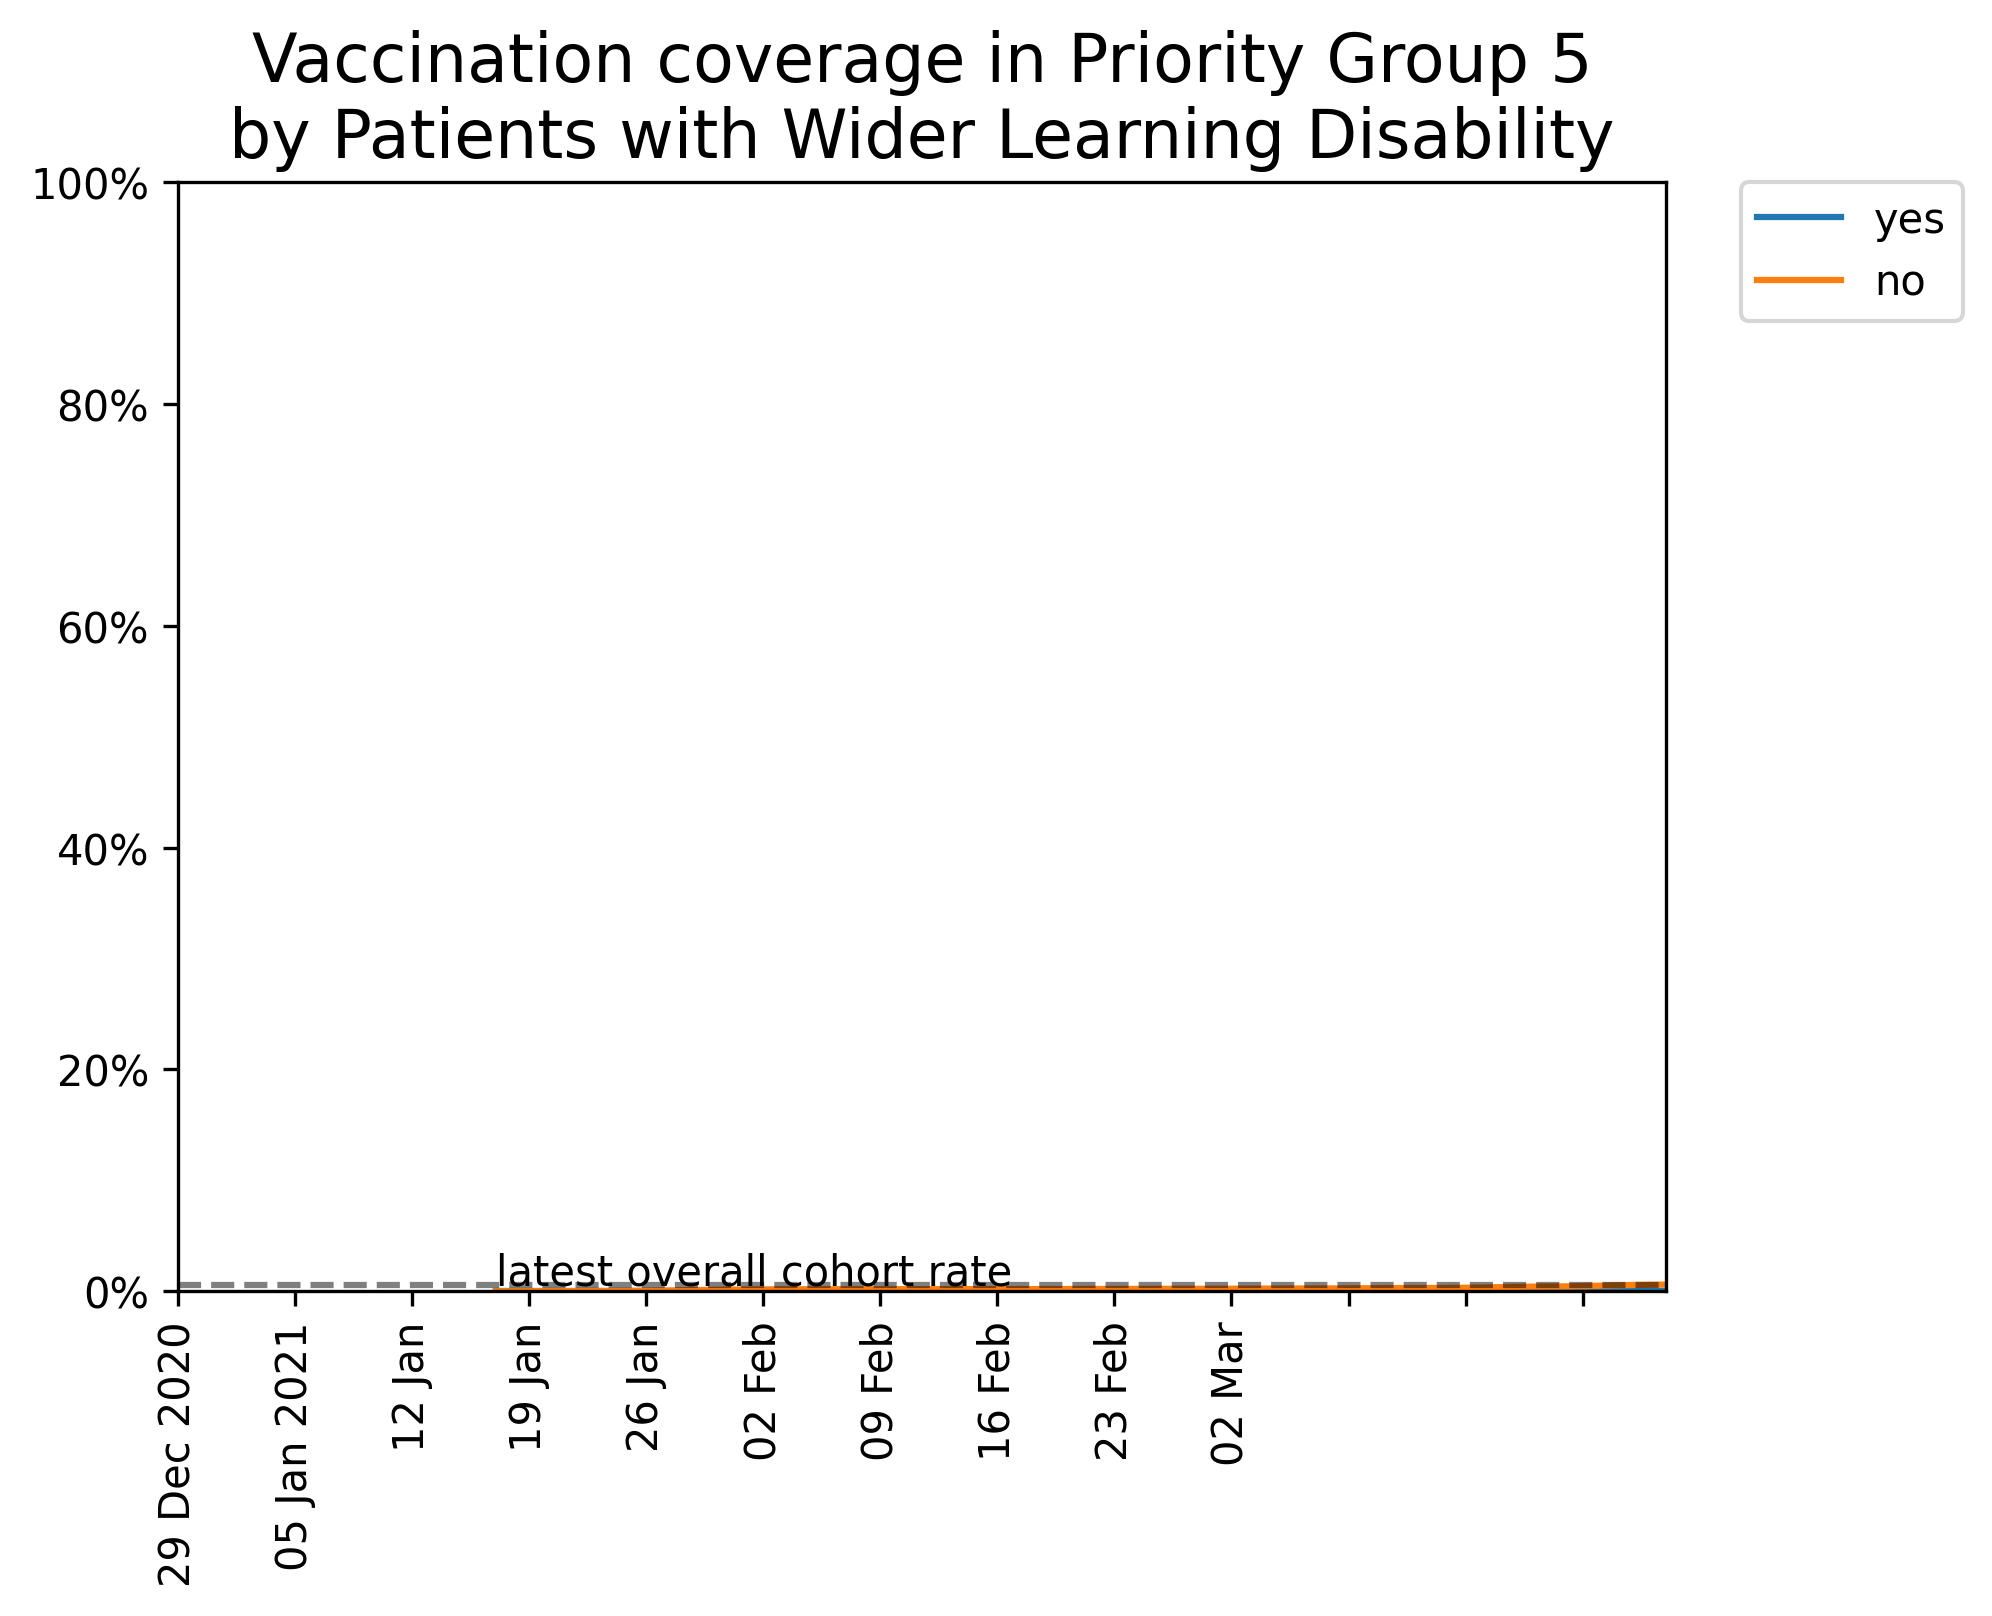 Vaccination coverage in Priority Group 5
by Patients with Wider Learning Disability
100%
80%
60%
40%
20%
0%
yes
no
latest overall cohort rate
29 Dec 2020
05 Jan 2021
12 Jan
19 Jan
26 Jan
02 Feb
09 Feb
16 Feb
23 Feb
02 Mar